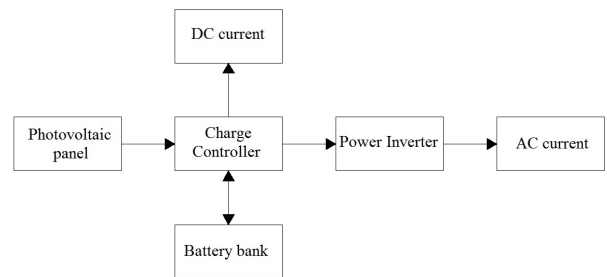 DC current
Photovoltaic
panel
Charge
Controller
Power Inverter
AC current
Battery bank